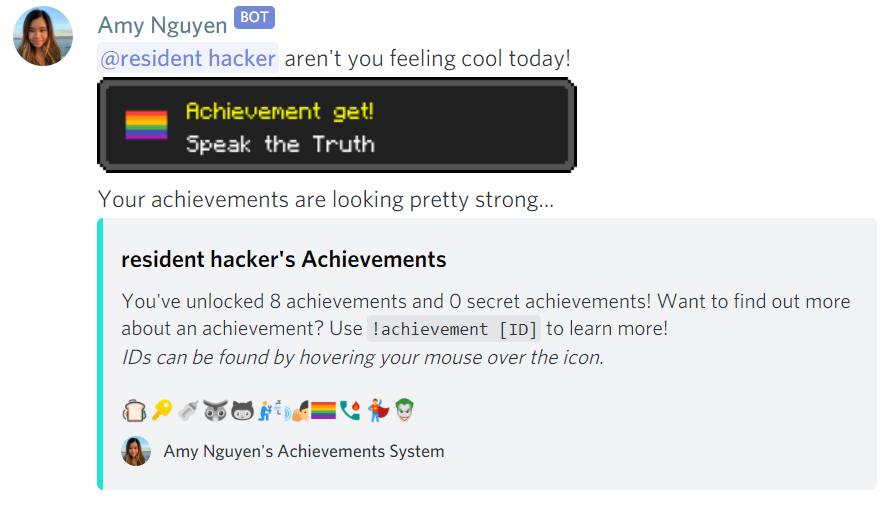 Amy Nguyen BOT
@resident hacker aren't you feeling cool today!
Achievement get!
Speak the Truth
Your achievements are looking pretty strong...
resident hacker's Achievements
You've unlocked 8 achievements and 0 secret achievements! Want to find out more
about an achievement? Use !achievement [ID] to learn more!
IDs can be found by hovering your mouse over the icon.
Amy Nguyen's Achievements System